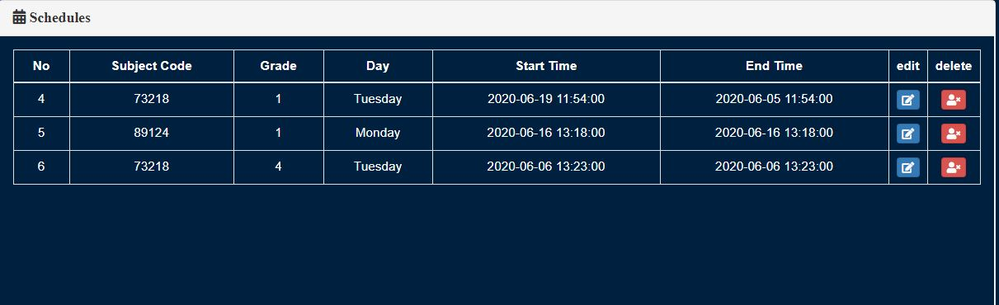 Schedules
No Subject Code Grade Day Start Time End Time edit delete
4 73218 1 Tuesday 2020-06-19 11:54:00 2020-06-05 11:54:00
5 89124 1 Monday 2020-06-16 13:18:00 2020-06-16 13:18:00
6 73218 4 Tuesday 2020-06-06 13:23:00 2020-06-06 13:23:00